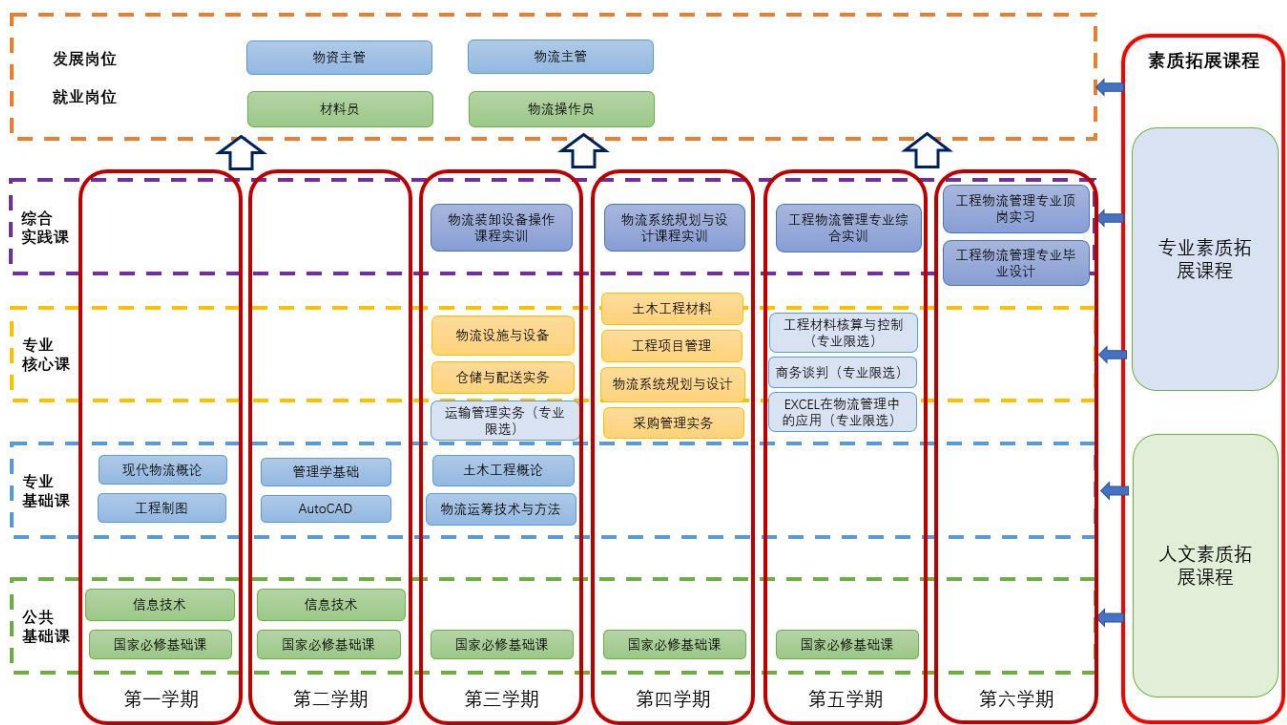 发展岗位
物资主管
物流主管
就业岗位
材料员
物流操作员
素质拓展课程
专业素质拓
展课程
人文素质拓
展课程
综合
实践课
物流装卸设备操作
课程实训
物流系统规划与设
计课程实训
工程物流管理专业综
合实训
工程物流管理专业顶
岗实习
工程物流管理专业毕
业设计
专业
核心课
物流设施与设备
仓储与配送实务
运输管理实务（专业
限选）
土木工程材料
工程项目管理
物流系统规划与设计
采购管理实务
工程材料核算与控制
（专业限选）
商务谈判（专业限选）
EXCEL在物流管理中
的应用（专业限选）
专业
基础课
现代物流概论
工程制图
管理学基础
AutoCAD
土木工程概论
物流运筹技术与方法
公共
基础课
信息技术
国家必修基础课
信息技术
国家必修基础课
国家必修基础课
国家必修基础课
国家必修基础课
第一学期
第二学期
第三学期
第四学期
第五学期
第六学期